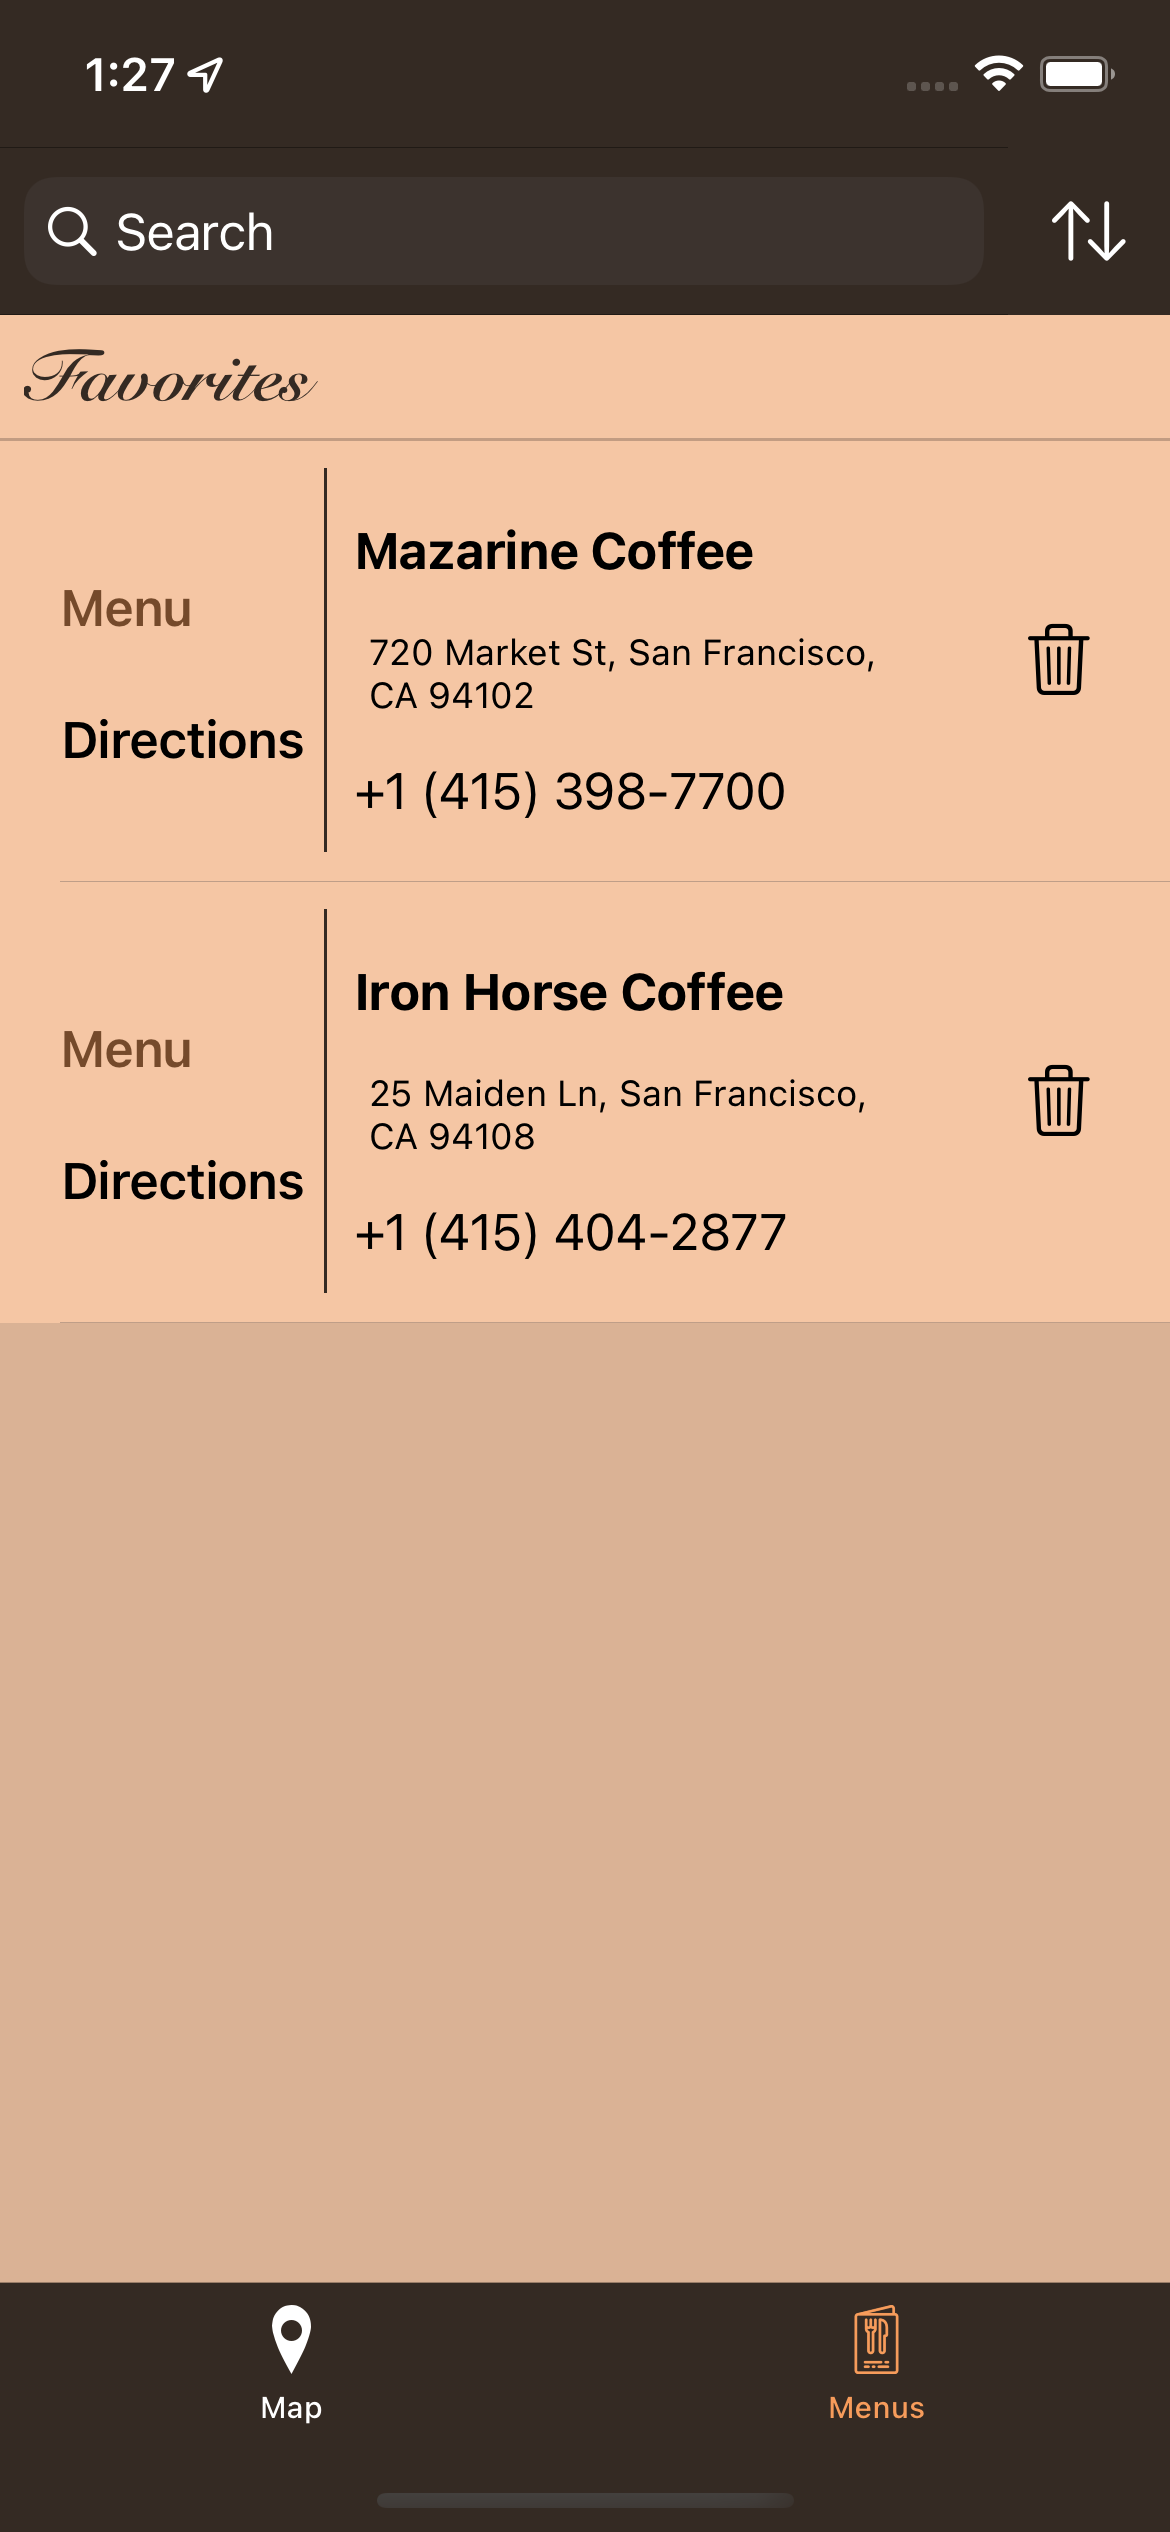 1:27
Search
Favorites
Mazarine Coffee
Menu
720 Market St, San Francisco,
CA 94102
Directions
+1 (415) 398-7700
Iron Horse Coffee
Menu
25 Maiden Ln, San Francisco,
CA 94108
Directions
+1 (415) 404-2877
Map
Menus